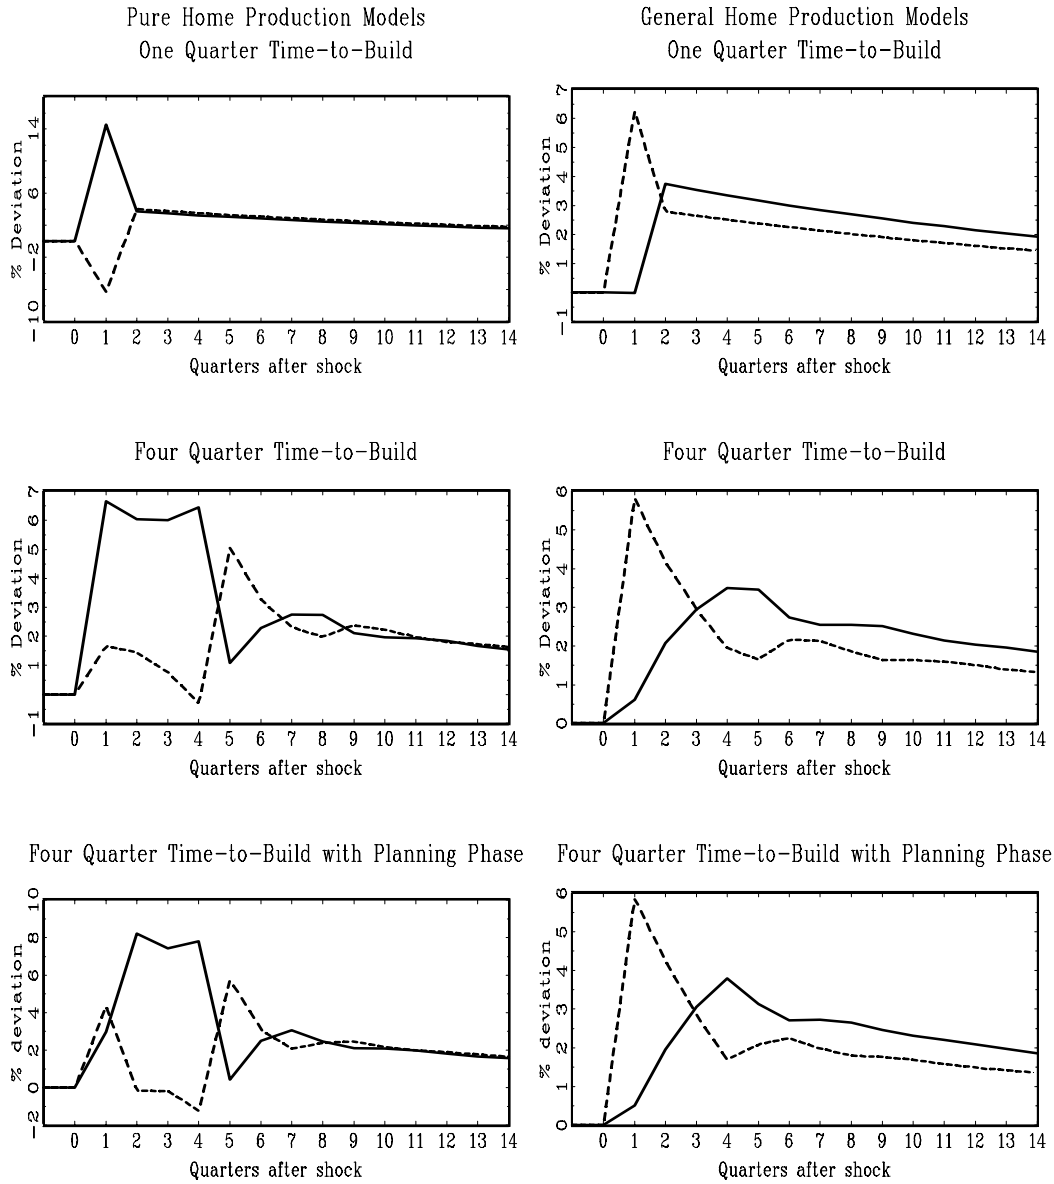 Pure Home Production Models
One Quarter Time-to-Build
% Deviation
14
6
-2
-10
0 1 2 3 4 5 6 7 8 9 10 11 12 13 14
Quarters after shock
General Home Production Models
One Quarter Time-to-Build
% Deviation
7
6
5
4
3
2
1
-1
0 1 2 3 4 5 6 7 8 9 10 11 12 13 14
Quarters after shock
Four Quarter Time-to-Build
% Deviation
7
6
5
4
3
2
1
-1
0 1 2 3 4 5 6 7 8 9 10 11 12 13 14
Quarters after shock
Four Quarter Time-to-Build
% Deviation
6
5
4
3
2
1
0
0 1 2 3 4 5 6 7 8 9 10 11 12 13 14
Quarters after shock
Four Quarter Time-to-Build with Planning Phase
% deviation
10
8
6
4
2
0
-2
0 1 2 3 4 5 6 7 8 9 10 11 12 13 14
Quarters after shock
Four Quarter Time-to-Build with Planning Phase
% deviation
6
5
4
3
2
1
0
0 1 2 3 4 5 6 7 8 9 10 11 12 13 14
Quarters after shock